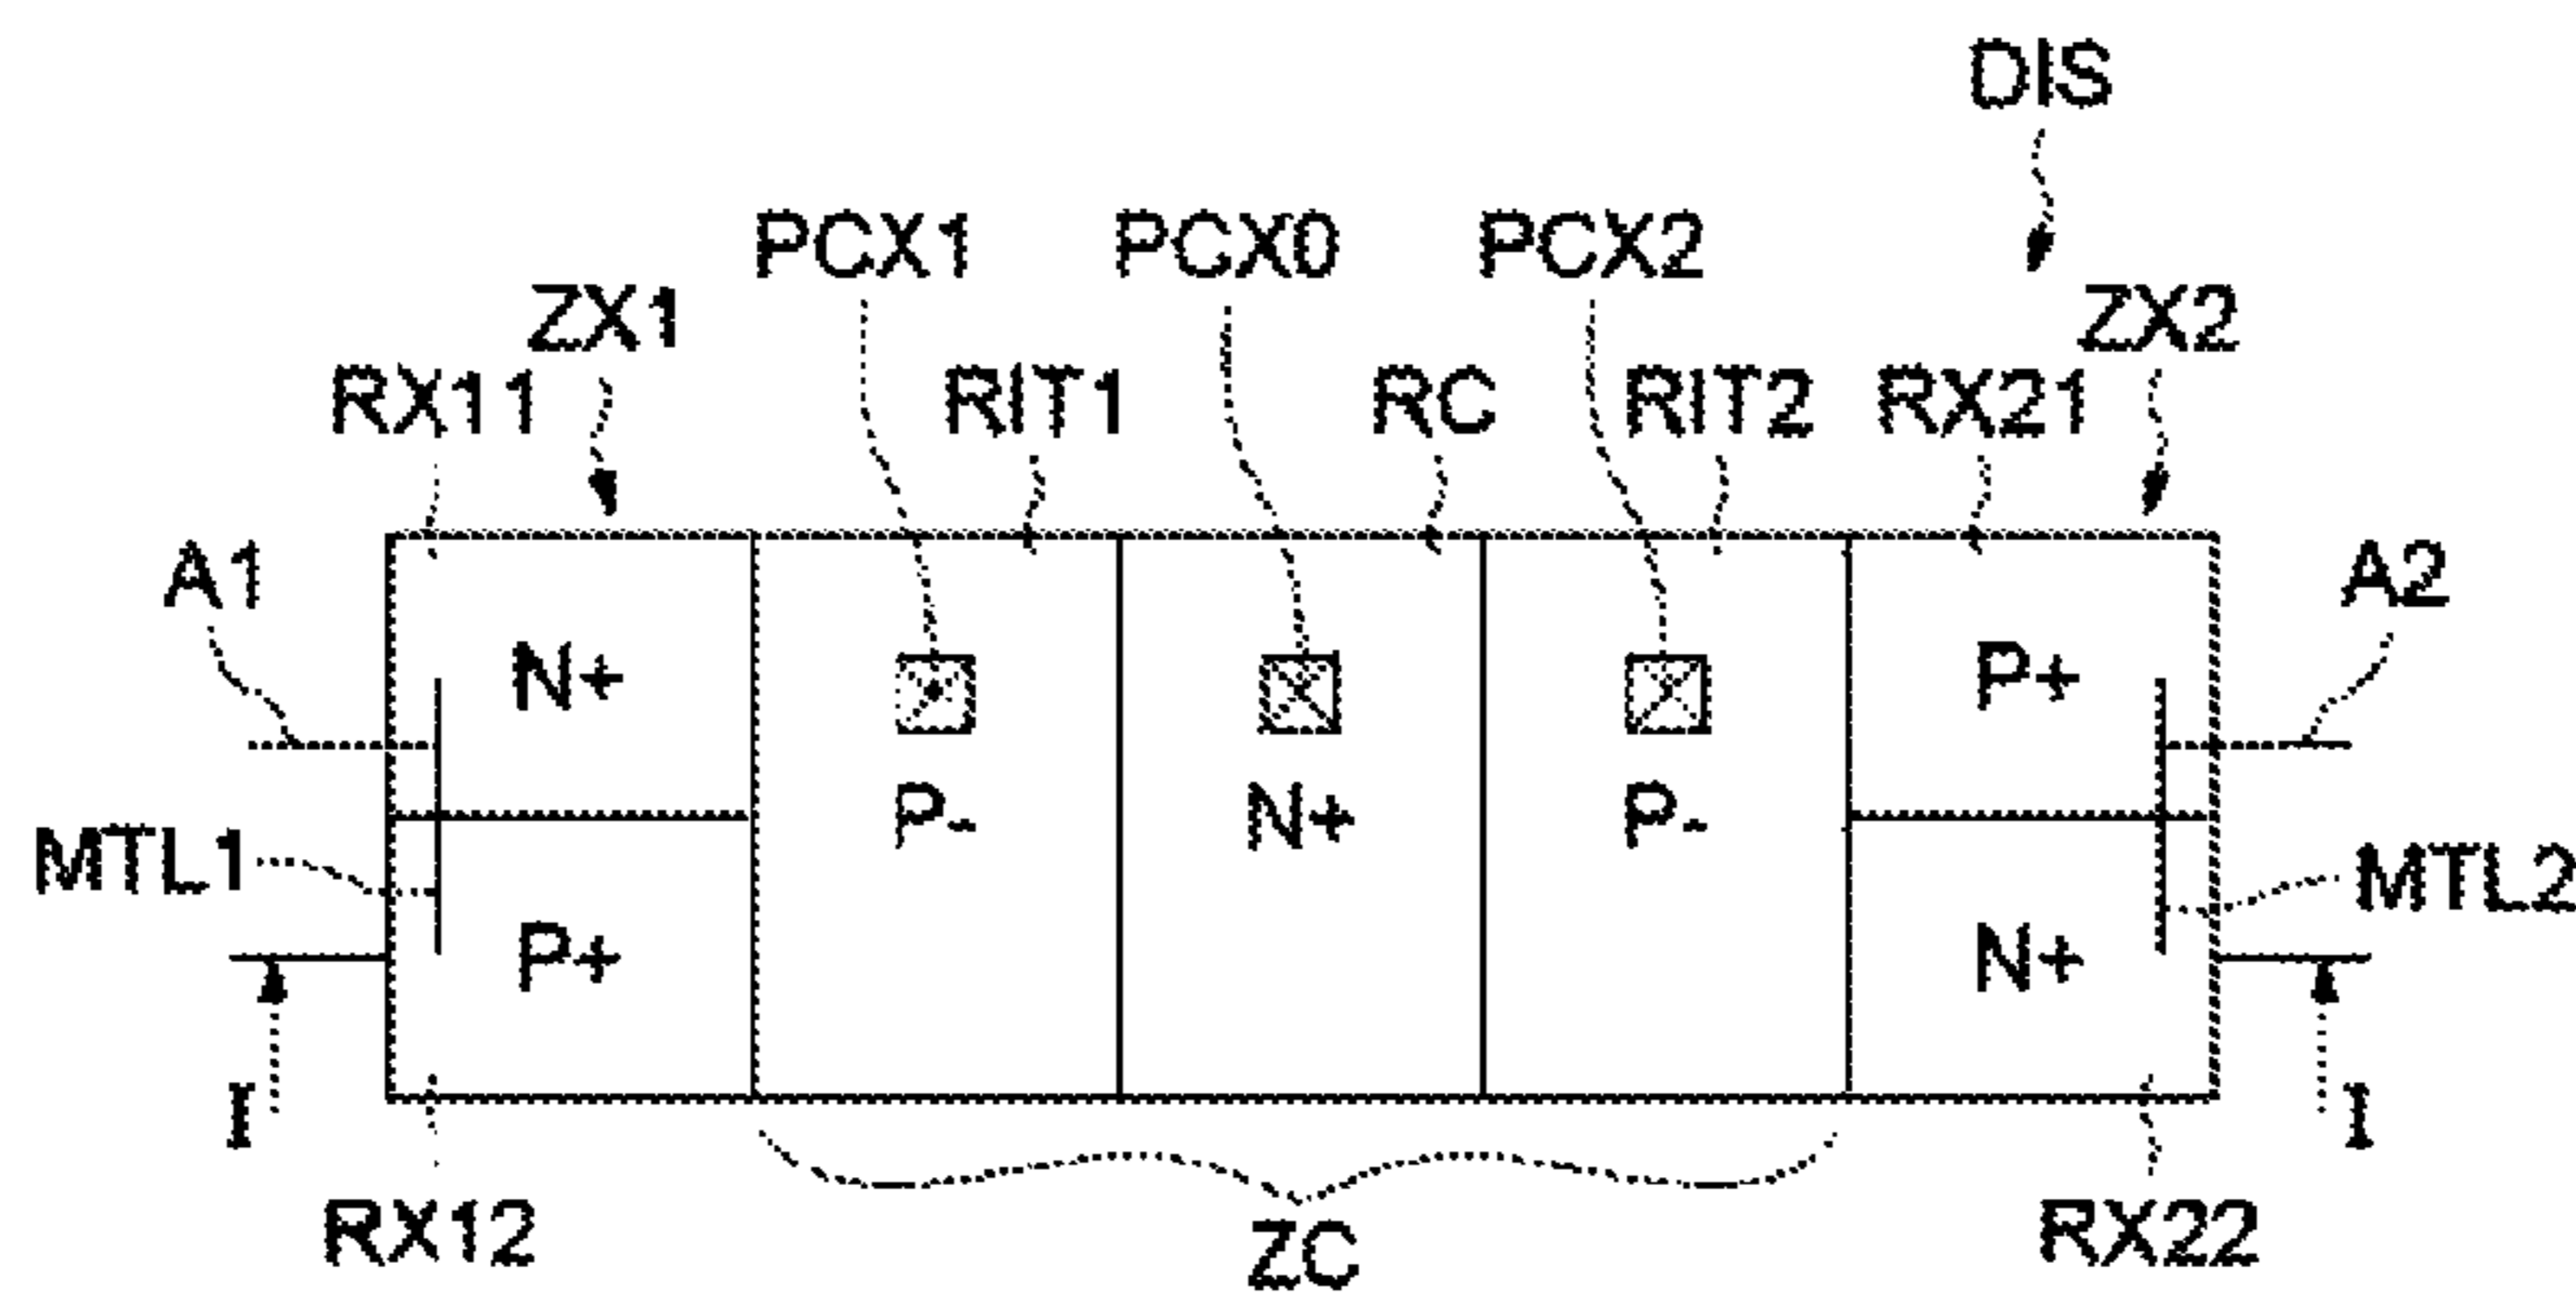 DIS
PCX1 PCX0 PCX2
ZX1 ZX2
RX11 RIT1 RC RIT2 RX21
A1 A2
N+ P+
P- N+ P-
MTL1 MTL2
P+ N+
I I
RX12 RX22
ZC